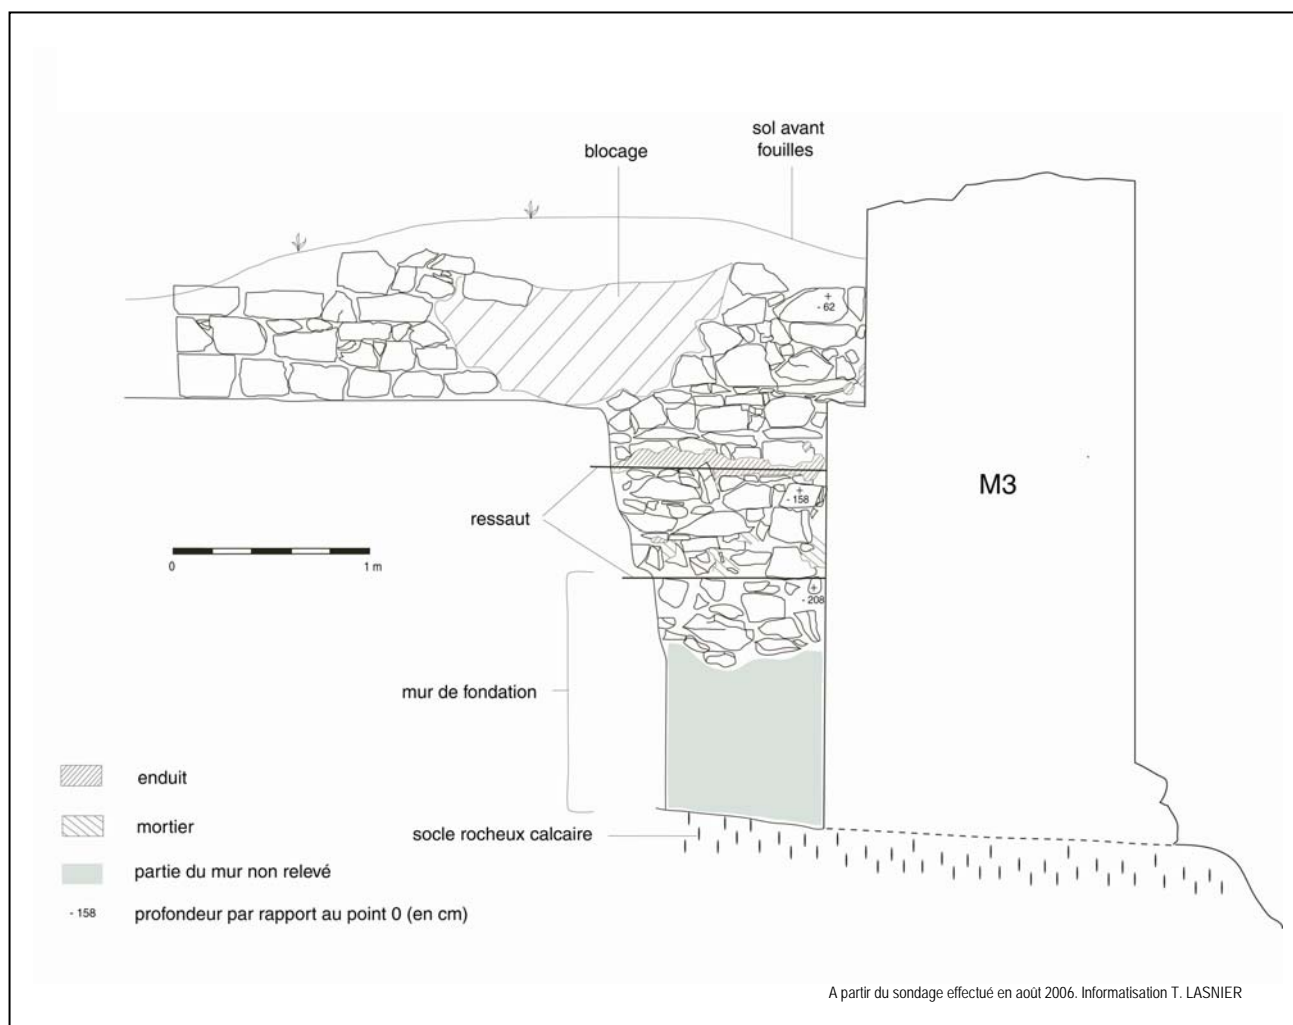 sol avant
fouilles
blocage
+
- 62
M3
+
- 158
ressaut
0 1 m
+
- 208
mur de fondation
enduit
mortier
socle rocheux calcaire
partie du mur non relevé
- 158 profondeur par rapport au point 0 (en cm)
A partir du sondage effectué en août 2006. Informatisation T. LASNIER